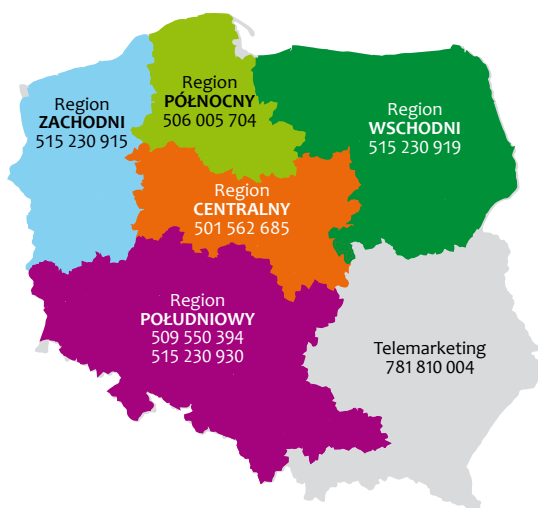 Region
ZACHODNI
515 230 915
Region
PÓŁNOCNY
506 005 704
Region
WSCHODNI
515 230 919
Region
CENTRALNY
501 562 685
Region
POŁUDNIOWY
509 550 394
515 230 930
Telemarketing
781 810 004